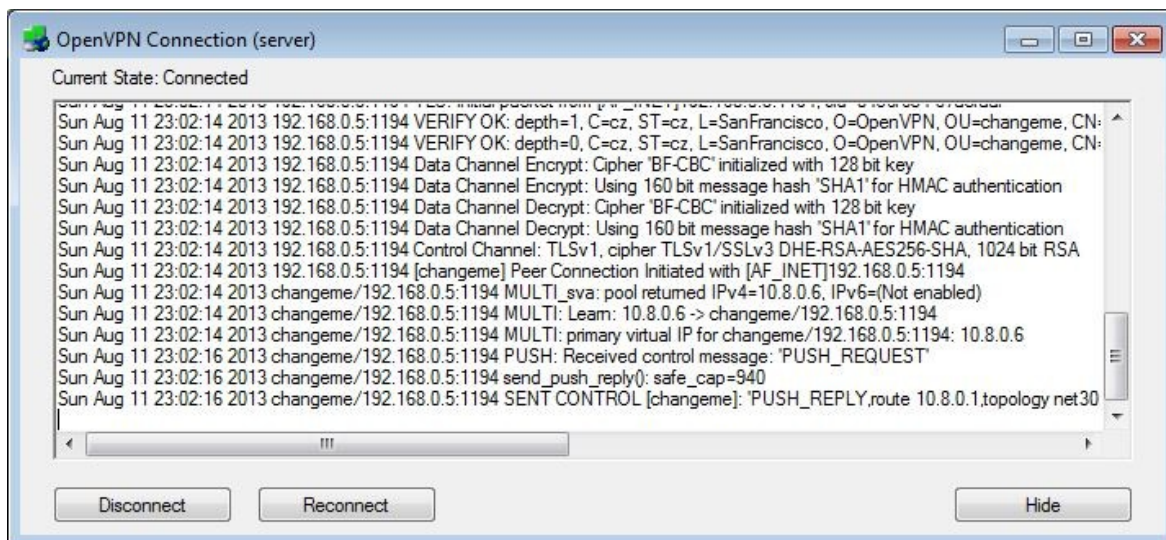 OpenVPN Connection (server)
Current State: Connected
Sun Aug 11 23:02:14 2013 192.168.0.5:1194 VERIFY OK: depth=1, C=cz, ST=cz, L=SanFrancisco, O=OpenVPN, OU=changeme, CN=
Sun Aug 11 23:02:14 2013 192.168.0.5:1194 VERIFY OK: depth=0, C=cz, ST=cz, L=SanFrancisco, O=OpenVPN, OU=changeme, CN=
Sun Aug 11 23:02:14 2013 192.168.0.5:1194 Data Channel Encrypt: Cipher 'BF-CBC' initialized with 128 bit key
Sun Aug 11 23:02:14 2013 192.168.0.5:1194 Data Channel Encrypt: Using 160 bit message hash 'SHA1' for HMAC authentication
Sun Aug 11 23:02:14 2013 192.168.0.5:1194 Data Channel Decrypt: Cipher 'BF-CBC' initialized with 128 bit key
Sun Aug 11 23:02:14 2013 192.168.0.5:1194 Data Channel Decrypt: Using 160 bit message hash 'SHA1' for HMAC authentication
Sun Aug 11 23:02:14 2013 192.168.0.5:1194 Control Channel: TLSv1, cipher TLSv1/SSLv3 DHE-RSA-AES256-SHA, 1024 bit RSA
Sun Aug 11 23:02:14 2013 192.168.0.5:1194 [changeme] Peer Connection Initiated with [AF_INET]192.168.0.5:1194
Sun Aug 11 23:02:14 2013 changeme/192.168.0.5:1194 MULTI_sva: pool returned IPv4=10.8.0.6, IPv6=(Not enabled)
Sun Aug 11 23:02:14 2013 changeme/192.168.0.5:1194 MULTI: Learn: 10.8.0.6 -> changeme/192.168.0.5:1194
Sun Aug 11 23:02:14 2013 changeme/192.168.0.5:1194 MULTI: primary virtual IP for changeme/192.168.0.5:1194: 10.8.0.6
Sun Aug 11 23:02:16 2013 changeme/192.168.0.5:1194 PUSH: Received control message: 'PUSH_REQUEST'
Sun Aug 11 23:02:16 2013 changeme/192.168.0.5:1194 send_push_reply(): safe_cap=940
Sun Aug 11 23:02:16 2013 changeme/192.168.0.5:1194 SENT CONTROL [changeme]: 'PUSH_REPLY,route 10.8.0.1,topology net30
Disconnect
Reconnect
Hide